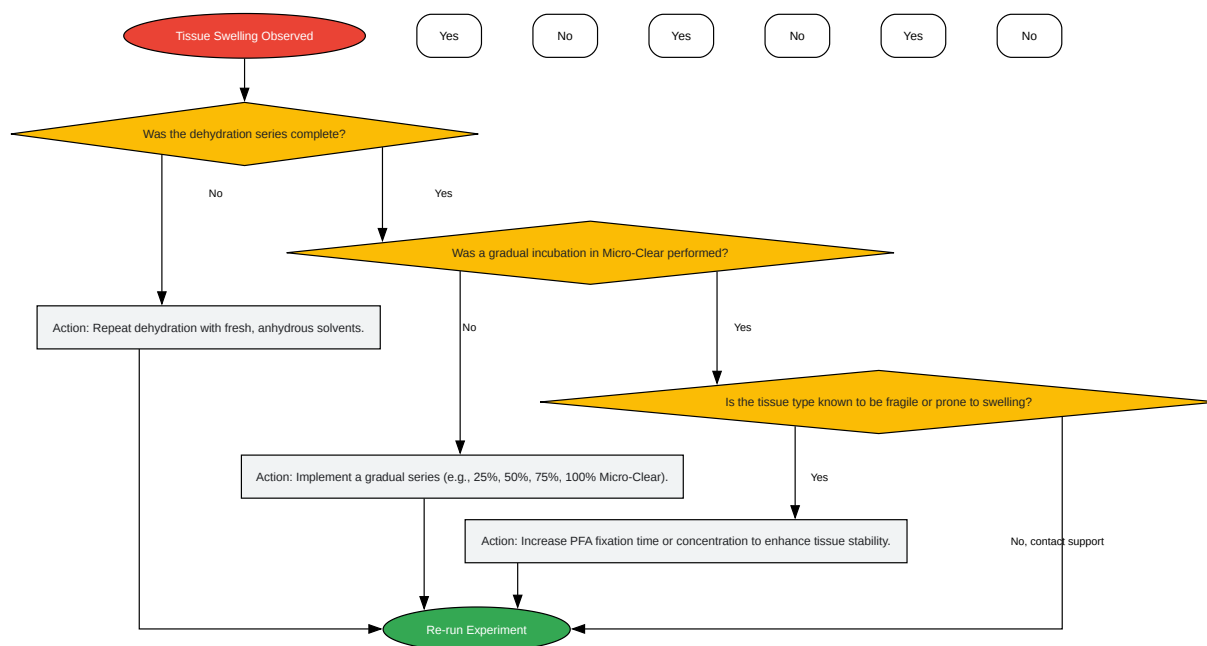 Tissue Swelling Observed
Yes
No
Yes
No
Yes
No
Was the dehydration series complete?
No
Yes
Was a gradual incubation in Micro-Clear performed?
Action: Repeat dehydration with fresh, anhydrous solvents.
No
Yes
Is the tissue type known to be fragile or prone to swelling?
Action: Implement a gradual series (e.g., 25%, 50%, 75%, 100% Micro-Clear).
Yes
Action: Increase PFA fixation time or concentration to enhance tissue stability.
No, contact support
Re-run Experiment